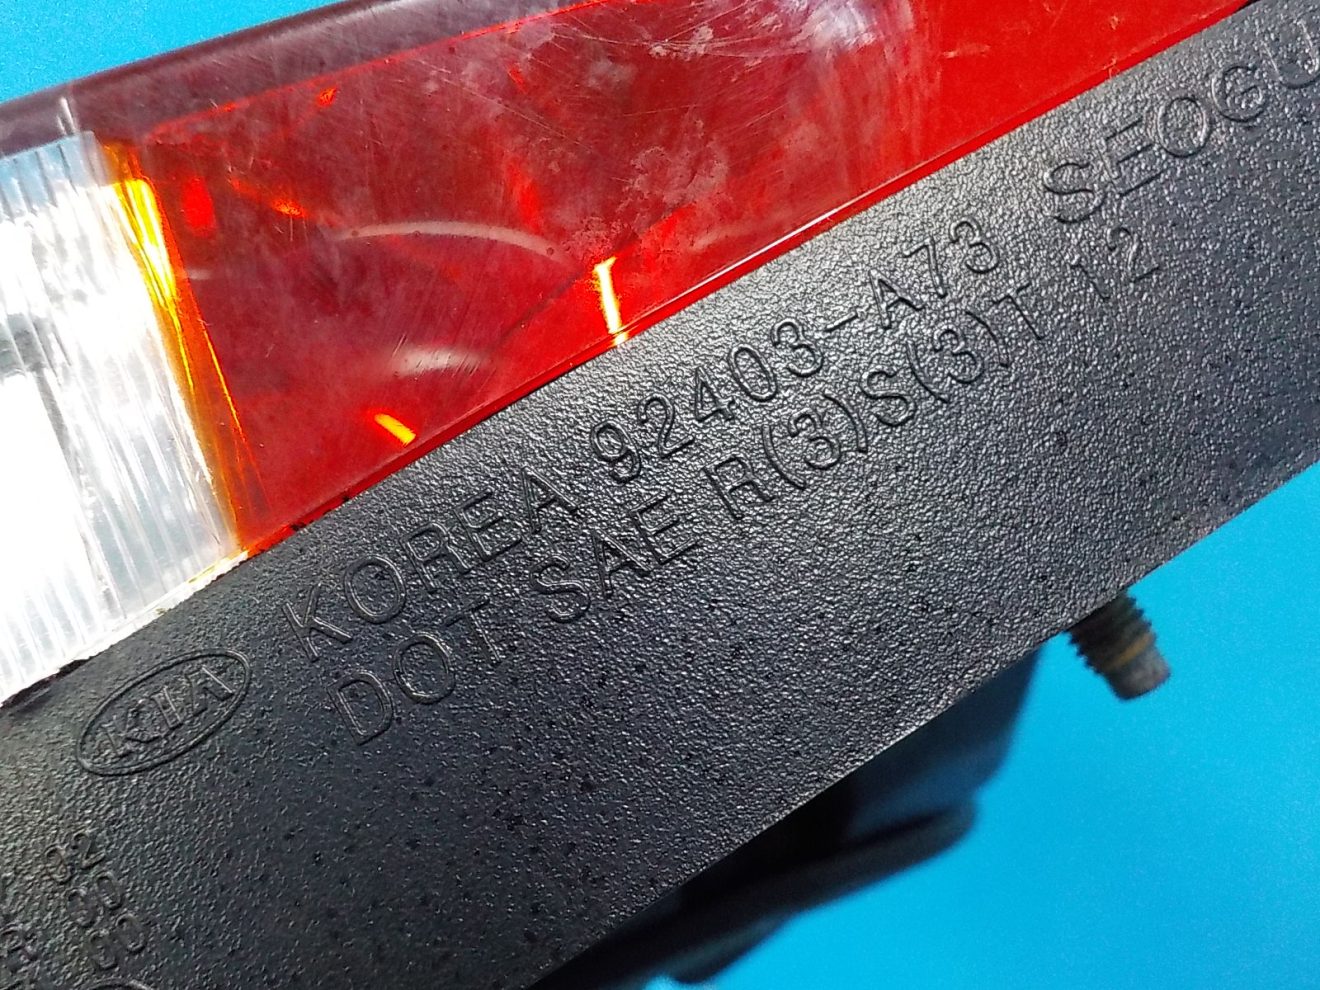 KIA
KOREA 92403-A73 SEOGU
DOT SAE R(3)S(3)T 12